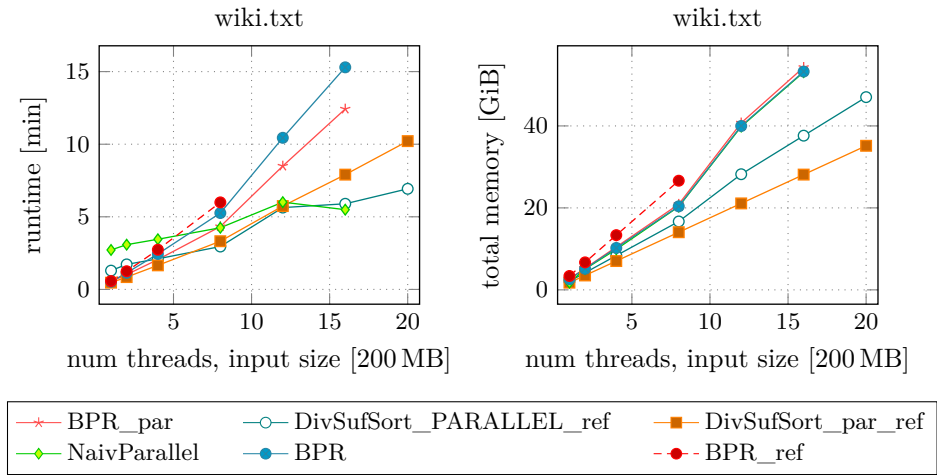 wiki.txt
15
10
5
0
5
10
15
20
runtime [min]
num threads, input size [200 MB]
wiki.txt
40
20
0
5
10
15
20
total memory [GiB]
num threads, input size [200 MB]
BPR_par
DivSufSort_PARALLEL_ref
DivSufSort_par_ref
NaivParallel
BPR
BPR_ref